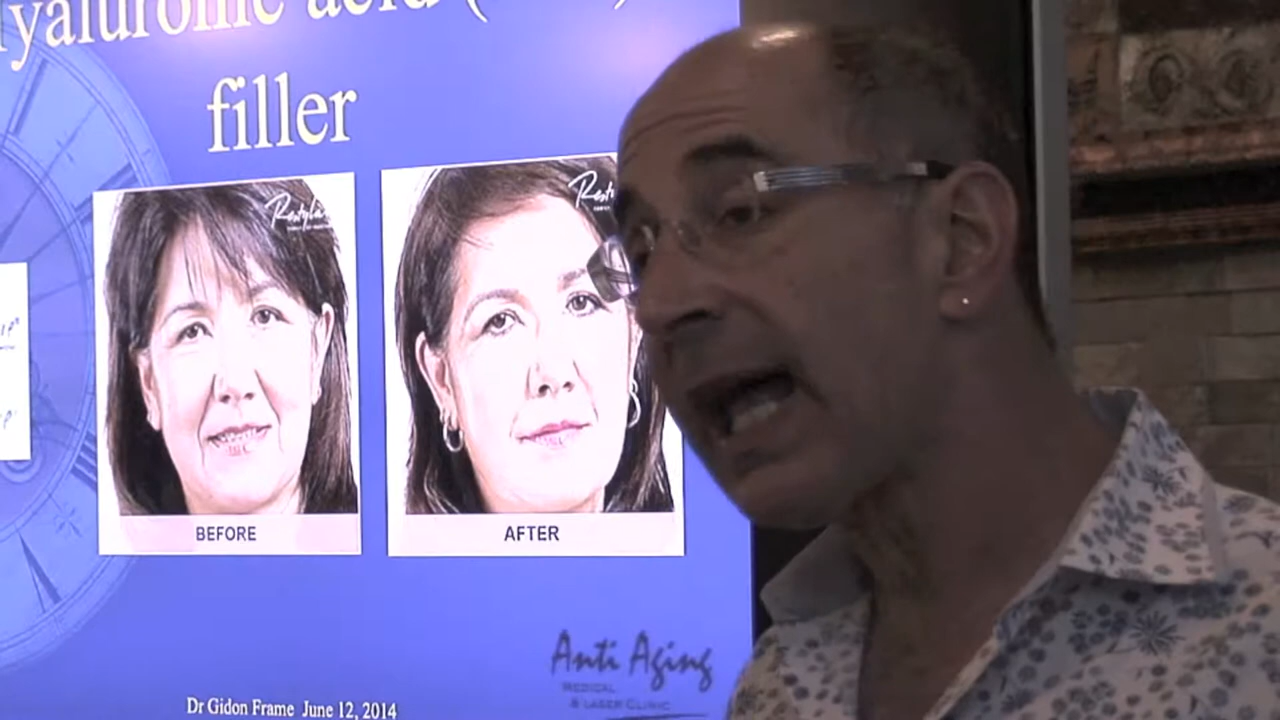 filler
BEFORE
AFTER
Anti Aging
MEDICAL
& LASER CLINIC
Dr Gidon Frame June 12, 2014